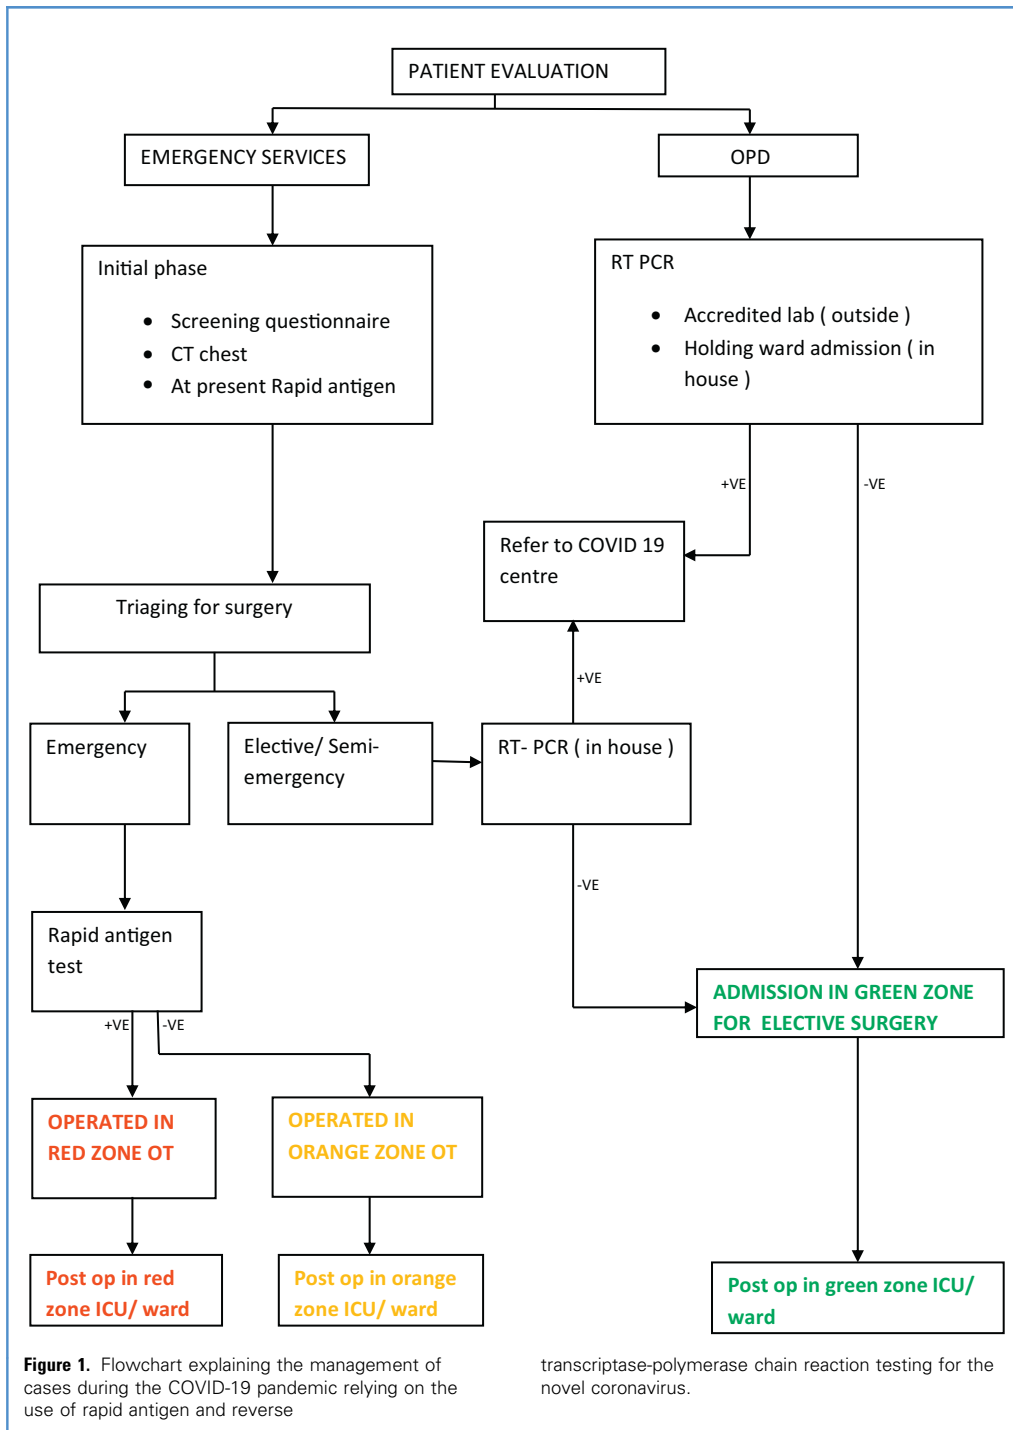 PATIENT EVALUATION
EMERGENCY SERVICES
OPD
Initial phase
• Screening questionnaire
• CT chest
• At present Rapid antigen
RT PCR
• Accredited lab ( outside )
• Holding ward admission ( in
house )
+VE
-VE
Refer to COVID 19
centre
Triaging for surgery
+VE
Emergency
Elective/ Semi-
emergency
RT- PCR ( in house )
-VE
Rapid antigen
test
+VE
-VE
ADMISSION IN GREEN ZONE
FOR ELECTIVE SURGERY
OPERATED IN
RED ZONE OT
OPERATED IN
ORANGE ZONE OT
Post op in red
zone ICU/ ward
Post op in orange
zone ICU/ ward
Post op in green zone ICU/
ward
Figure 1. Flowchart explaining the management of
cases during the COVID-19 pandemic relying on the
use of rapid antigen and reverse
transcriptase-polymerase chain reaction testing for the
novel coronavirus.